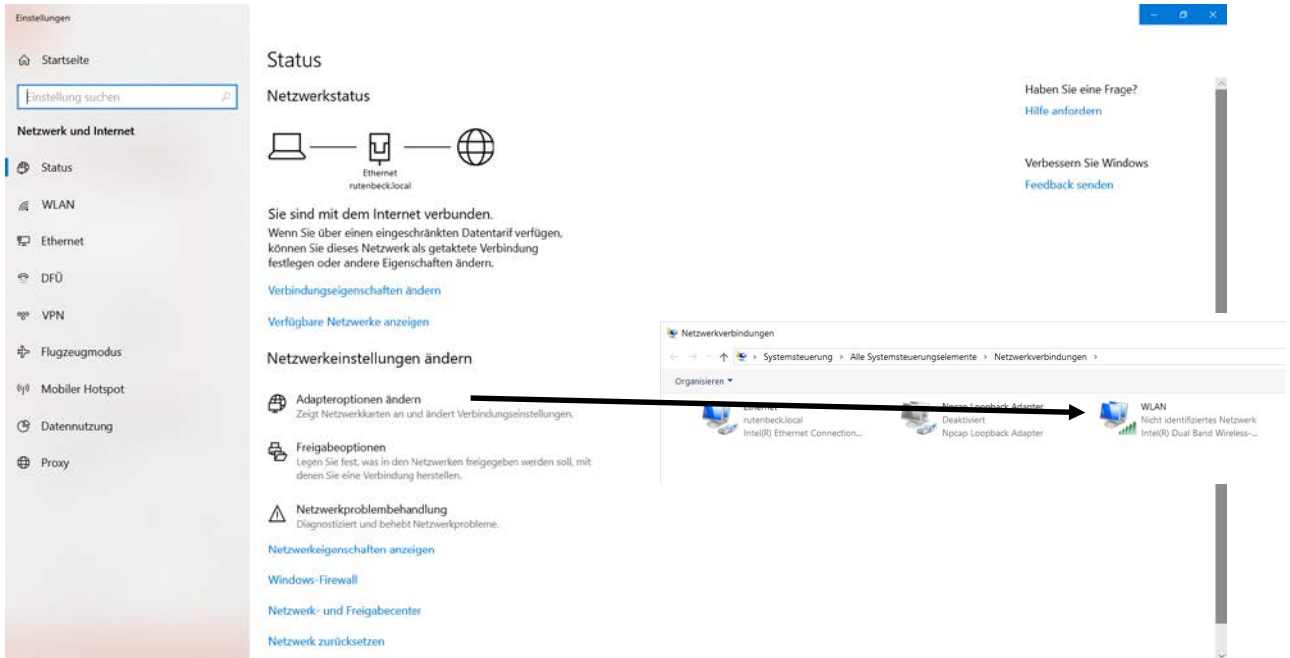 Einstellungen
Startseite
Einstellung suchen
Netzwerk und Internet
Status
WLAN
Ethernet
DFÜ
VPN
Flugzeugmodus
Mobiler Hotspot
Datennutzung
Proxy
Status
Netzwerkstatus
Ethernet
rutenbeck.local
Sie sind mit dem Internet verbunden.
Wenn Sie über einen eingeschränkten Datentarif verfügen,
können Sie dieses Netzwerk als getaktete Verbindung
festlegen oder andere Eigenschaften ändern.
Verbindungseigenschaften ändern
Verfügbare Netzwerke anzeigen
Netzwerkeinstellungen ändern
Adapteroptionen ändern
Zeigt Netzwerkkarten an und ändert Verbindungseinstellungen.
Freigabeoptionen
Legen Sie fest, was in den Netzwerken freigegeben werden soll, mit
denen Sie eine Verbindung herstellen.
Netzwerkproblembehandlung
Diagnostiziert und behebt Netzwerkprobleme.
Netzwerkeigenschaften anzeigen
Windows-Firewall
Netzwerk- und Freigabecenter
Netzwerk zurücksetzen
Haben Sie eine Frage?
Hilfe anfordern
Verbessern Sie Windows
Feedback senden
Netzwerkverbindungen
Systemsteuerung › Alle Systemsteuerungselemente › Netzwerkverbindungen ›
Organisieren
Ethernet
rutenbeck.local
Intel(R) Ethernet Connection...
Npcap Loopback Adapter
Deaktiviert
Npcap Loopback Adapter
WLAN
Nicht identifiziertes Netzwerk
Intel(R) Dual Band Wireless-...